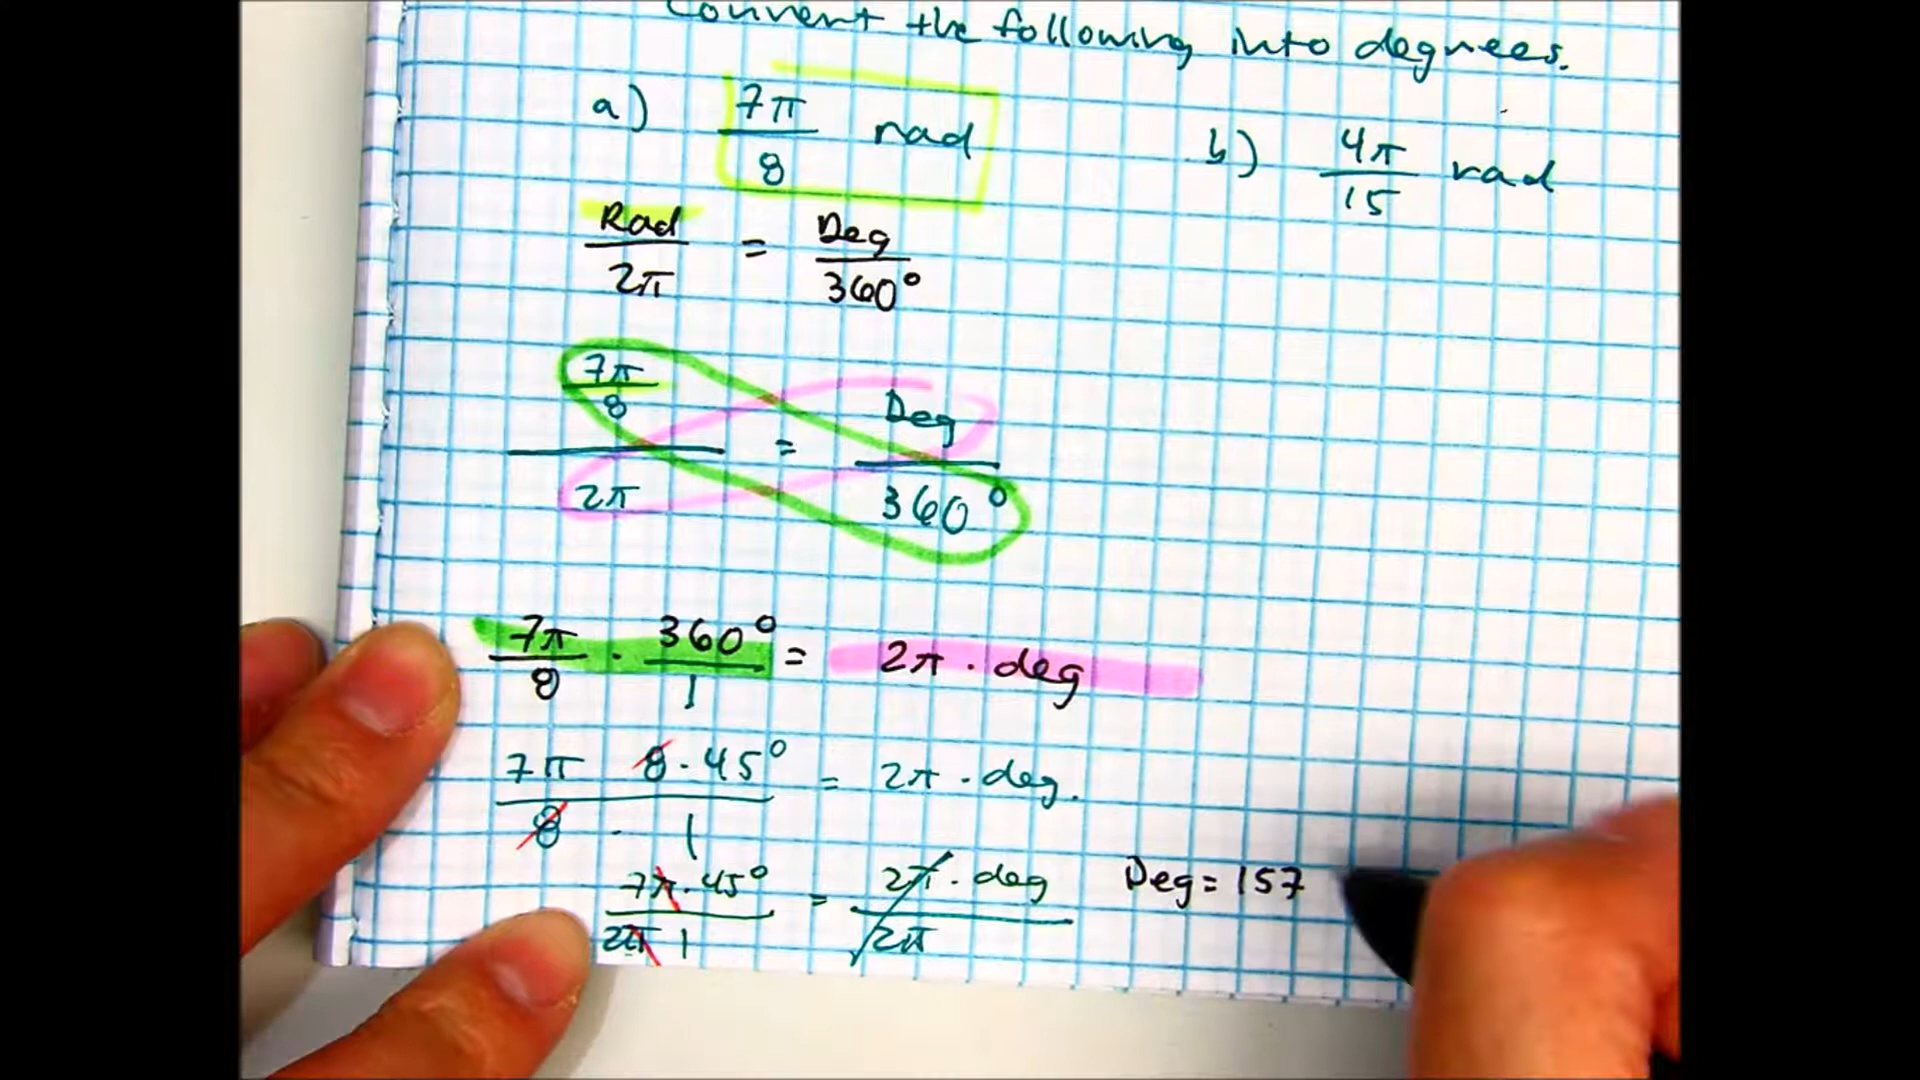 Convert the following into degrees.
a) 7π/8 rad
b) 4π/15 rad
Rad/2π = Deg/360°
(7π/8)/2π = Deg/360°
7π/8 · 360°/1 = 2π · deg
7π 8 · 45°/8 · 1 = 2π · deg.
7π · 45°/2π 1 = 2π · deg/2π
Deg = 157